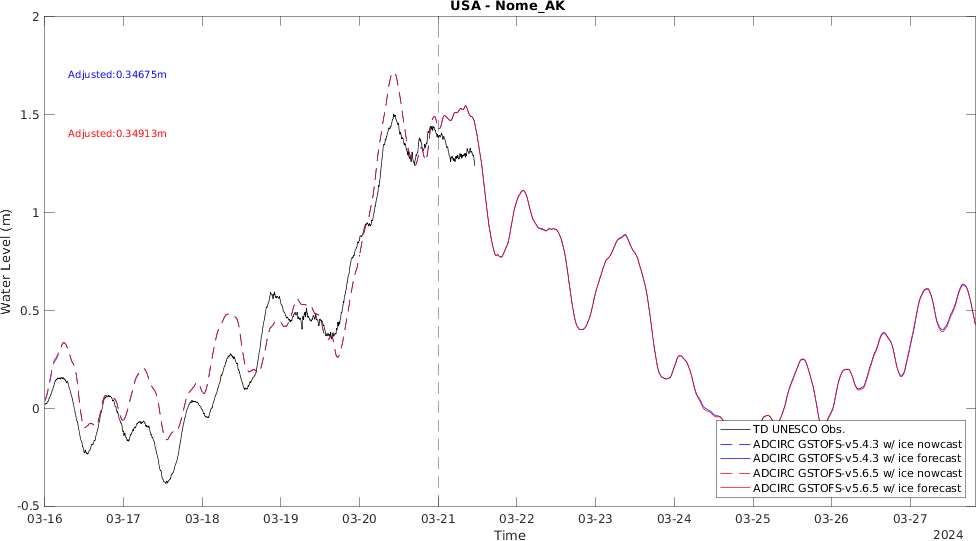 USA - Nome_AK
Adjusted:0.34675m
Adjusted:0.34913m
Water Level (m)
2
1.5
1
0.5
0
-0.5
TD UNESCO Obs.
ADCIRC GSTOFS-v5.4.3 w/ ice nowcast
ADCIRC GSTOFS-v5.4.3 w/ ice forecast
ADCIRC GSTOFS-v5.6.5 w/ ice nowcast
ADCIRC GSTOFS-v5.6.5 w/ ice forecast
03-16 03-17 03-18 03-19 03-20 03-21 03-22 03-23 03-24 03-25 03-26 03-27
Time
2024